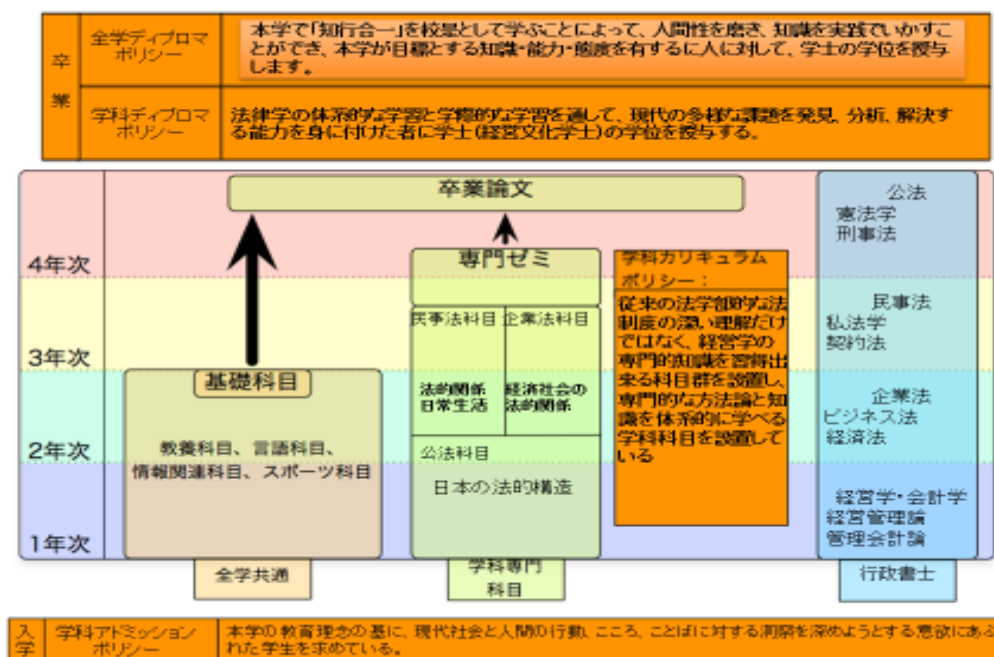 卒業
全学ディプロマ
ポリシー
本学で「知行合一」を校是として学ぶことによって、人間性を磨き、知識を実践でいかすこ
とができ、本学が目標とする知識・能力・態度を有するに人に対して、学士の学位を授与
します。
学科ディプロマ
ポリシー
法律学の体系的な学習と学際的な学習を通して、現代の多様な課題を発見、分析、解決す
る能力を身に付けた者に学士(経営文化学士)の学位を授与する。
卒業論文
4年次
3年次
2年次
1年次
基礎科目
教養科目、言語科目、
情報関連科目、スポーツ科目
全学共通
専門ゼミ
民事法科目
企業法科目
法的関係
日常生活
経済社会の
法的関係
公法科目
日本の法的構造
学科専門
科目
学科カリキュラム
ポリシー:
従来の法学部的な法
制度の深い理解だけ
ではなく、経営学の
専門的知識を習得出
来る科目群を設置し、
専門的な方法論と知
識を体系的に学べる
学科科目を設置して
いる
公法
憲法学
刑事法
民事法
私法学
契約法
企業法
ビジネス法
経済法
経営学・会計学
経営管理論
管理会計論
行政書士
入学
学科アドミッション
ポリシー
本学の教育理念の基に、現代社会と人間の行動、こころ、ことばに対する洞察を深めようとする意欲にあふ
れた学生を求めている。